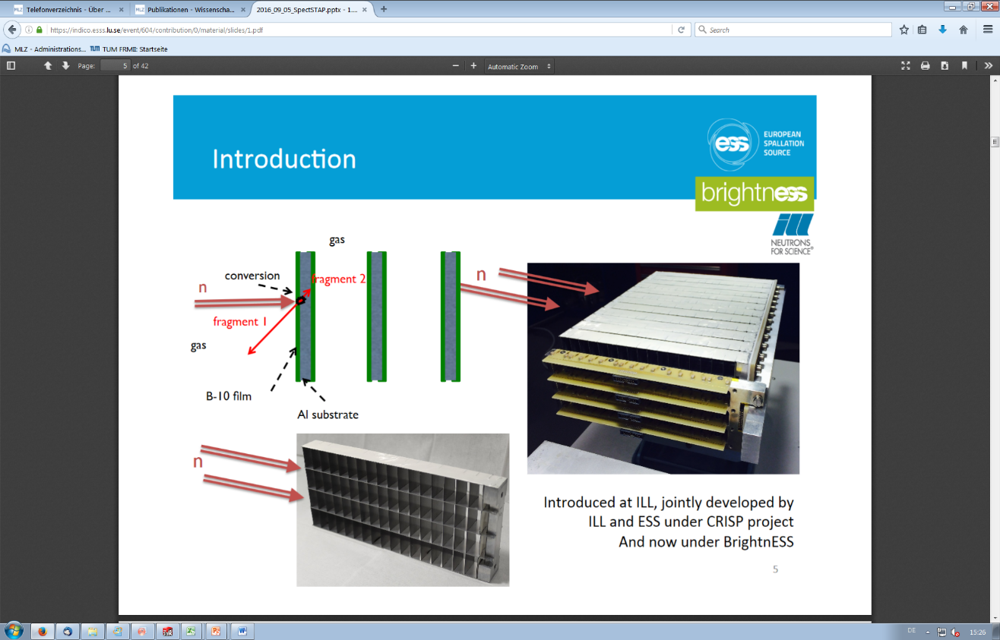 Telefonverzeichnis - Über ...
Publikationen - Wissenscha...
2016_09_05_SpectSTAP.pptx - 1....
https://indico.esss.lu.se/event/604/contribution/0/material/slides/1.pdf
Search
MLZ - Administrations...
TUM FRMII: Startseite
Page:
5
of 42
Automatic Zoom
Introduction
ess
EUROPEAN
SPALLATION
SOURCE
brightness
ill
NEUTRONS
FOR SCIENCE®
gas
conversion
fragment 2
n
n
fragment 1
gas
B-10 film
Al substrate
n
Introduced at ILL, jointly developed by
ILL and ESS under CRISP project
And now under BrightnESS
5
DE
15:26